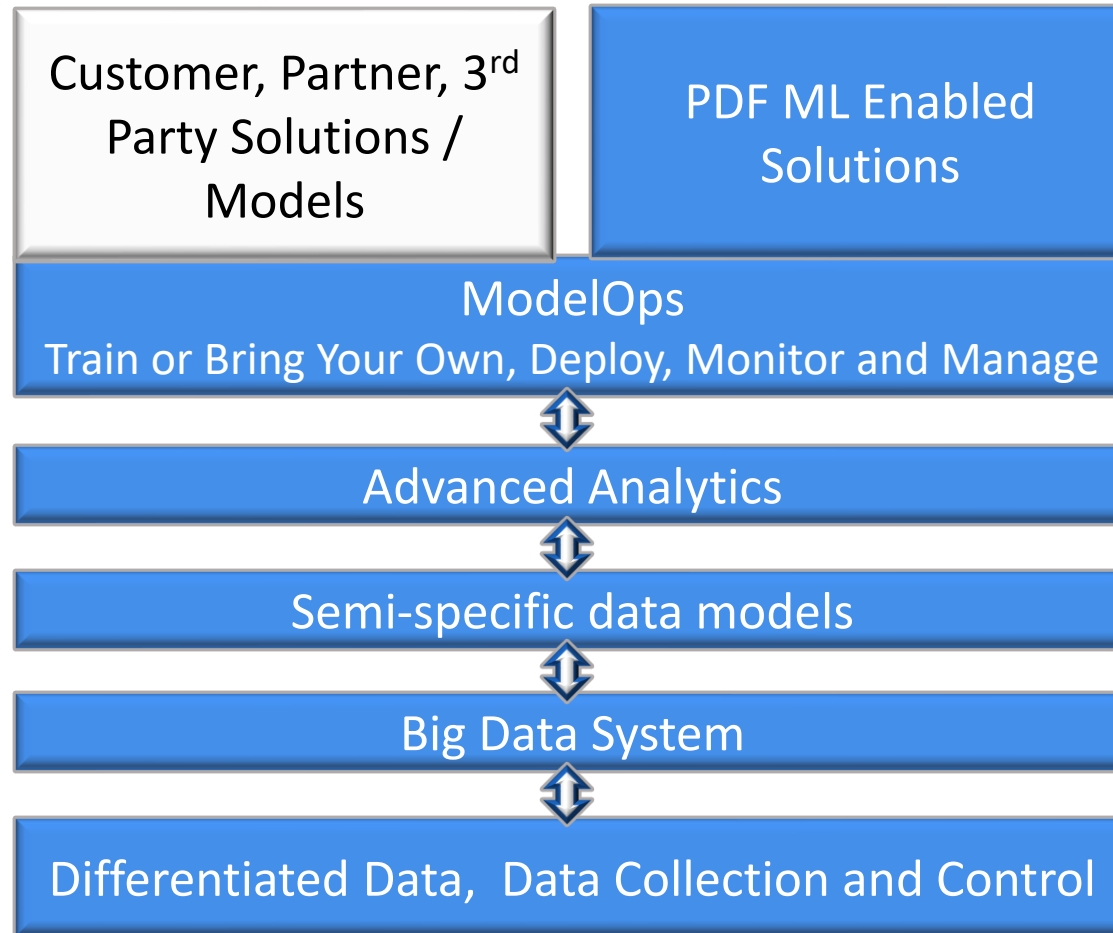 Customer, Partner, 3rd
Party Solutions /
Models
PDF ML Enabled
Solutions
ModelOps
Train or Bring Your Own, Deploy, Monitor and Manage
Advanced Analytics
Semi-specific data models
Big Data System
Differentiated Data,  Data Collection and Control